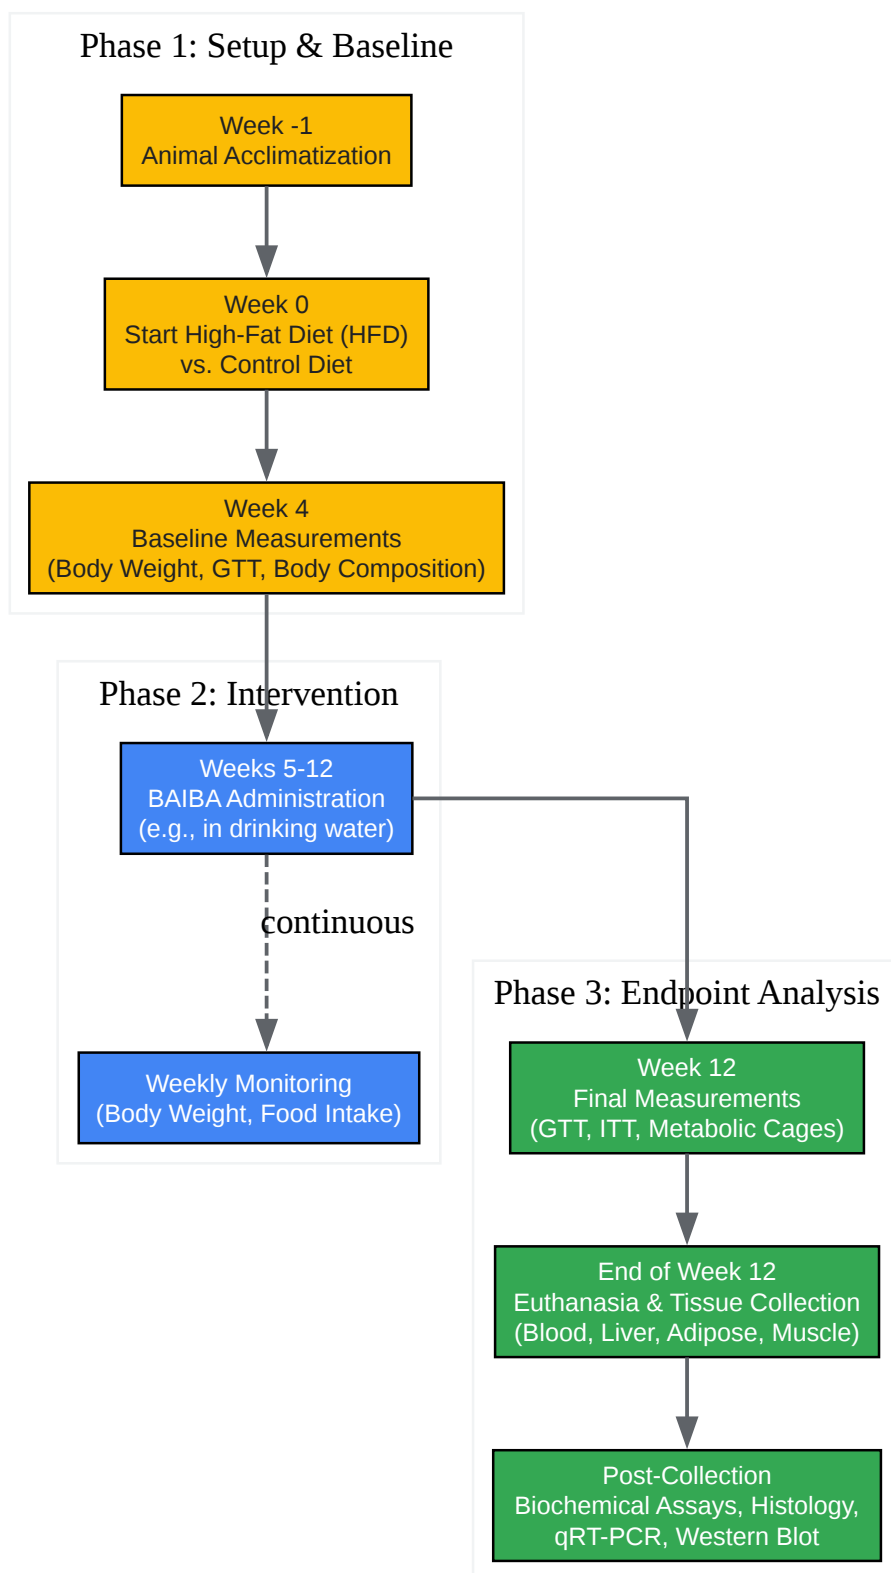 Phase 1: Setup & Baseline
Week -1
Animal Acclimatization
Week 0
Start High-Fat Diet (HFD)
vs. Control Diet
Week 4
Baseline Measurements
(Body Weight, GTT, Body Composition)
Phase 2: Intervention
Weeks 5-12
BAIBA Administration
(e.g., in drinking water)
continuous
Weekly Monitoring
(Body Weight, Food Intake)
Phase 3: Endpoint Analysis
Week 12
Final Measurements
(GTT, ITT, Metabolic Cages)
End of Week 12
Euthanasia & Tissue Collection
(Blood, Liver, Adipose, Muscle)
Post-Collection
Biochemical Assays, Histology,
qRT-PCR, Western Blot